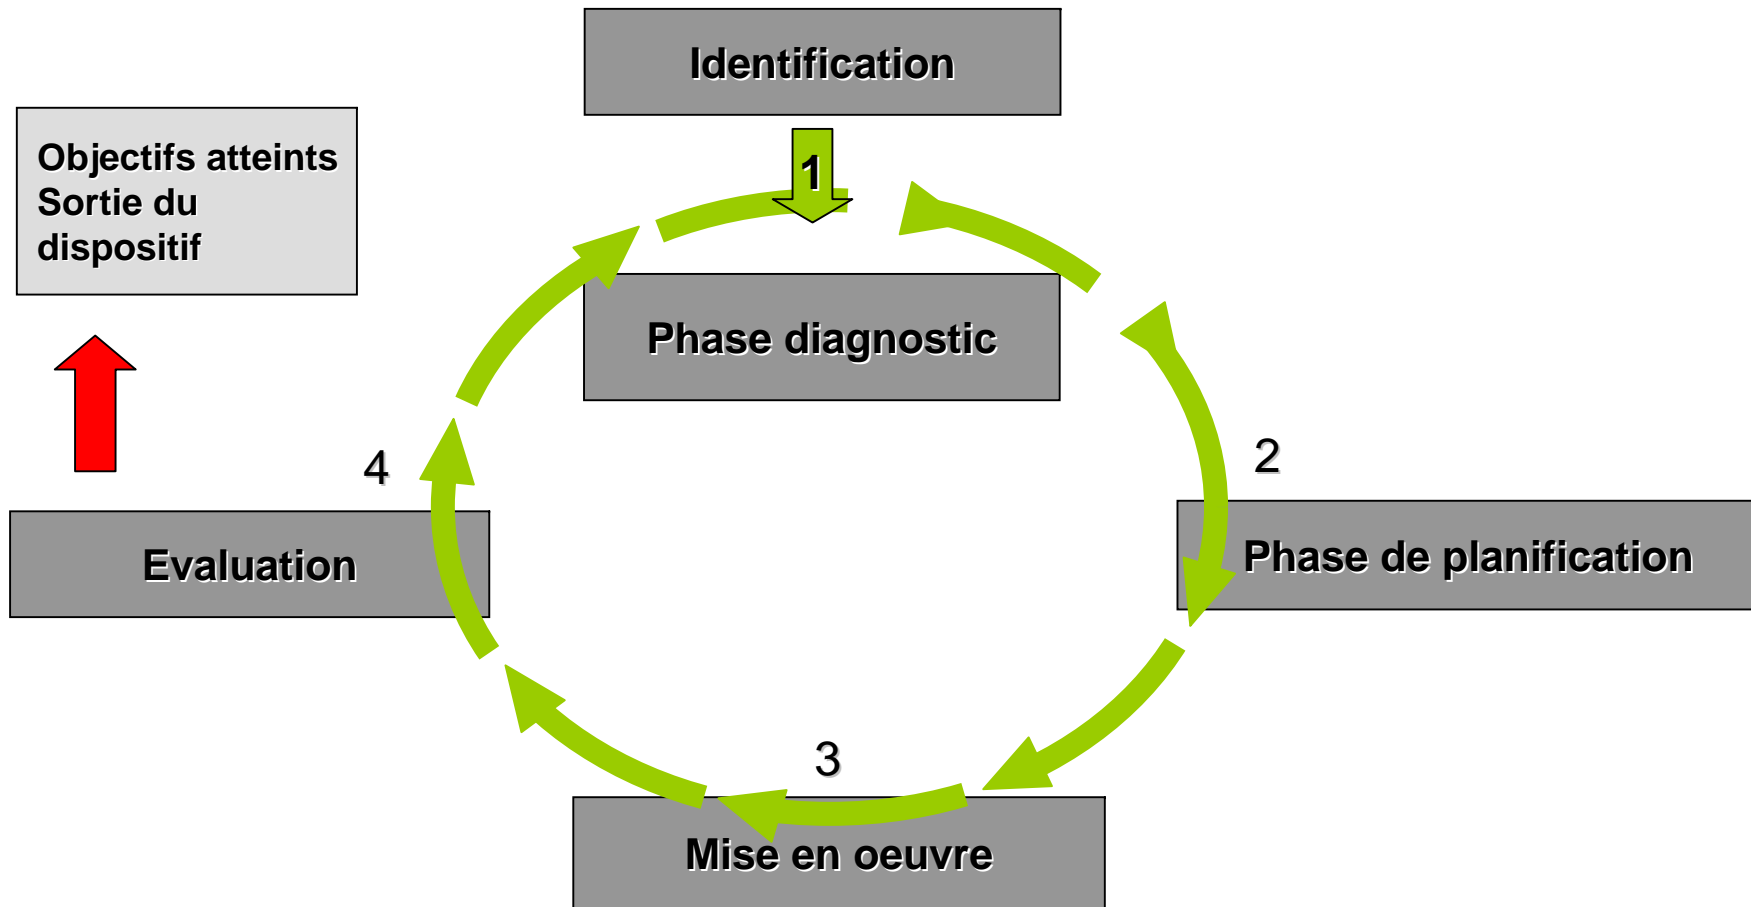 Identification
Objectifs atteints
Sortie du
dispositif
1
Phase diagnostic
2
4
Phase de planification
Evaluation
3
Mise en oeuvre